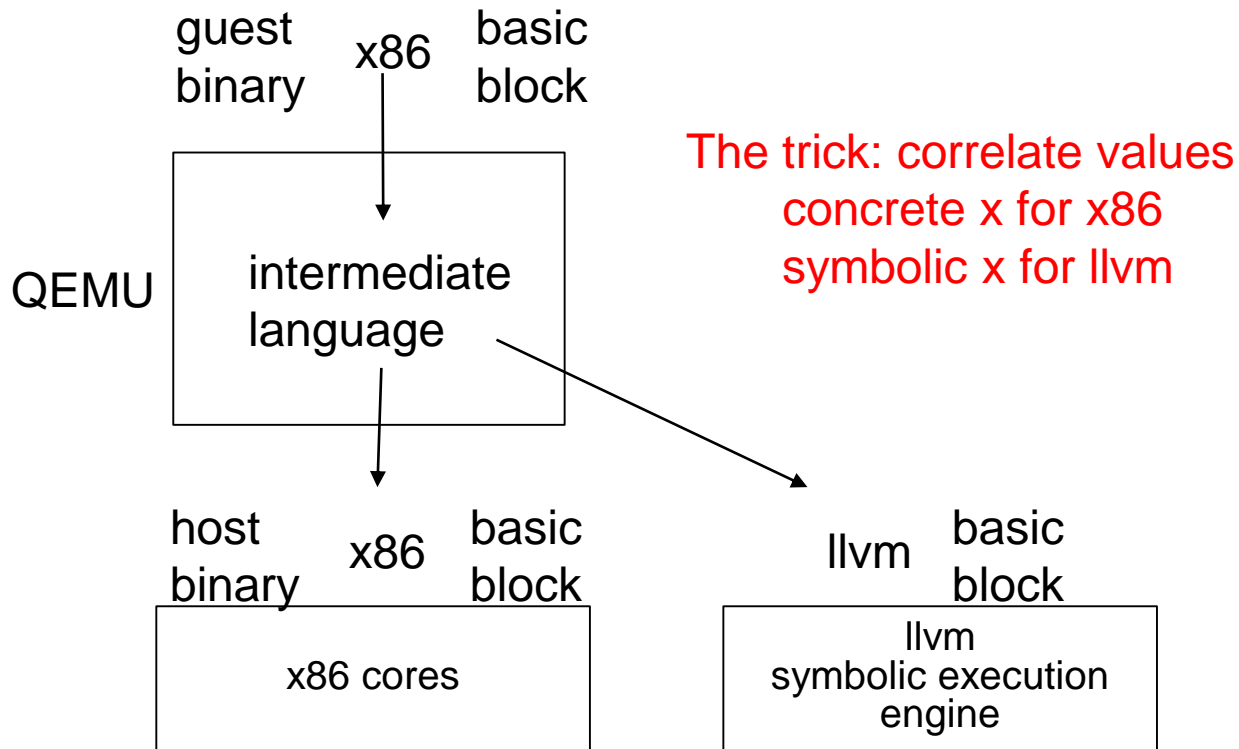 guest
binary
x86
basic
block
The trick: correlate values
concrete x for x86
symbolic x for llvm
QEMU
intermediate
language
host
binary
x86
basic
block
llvm
basic
block
x86 cores
llvm
symbolic execution
engine